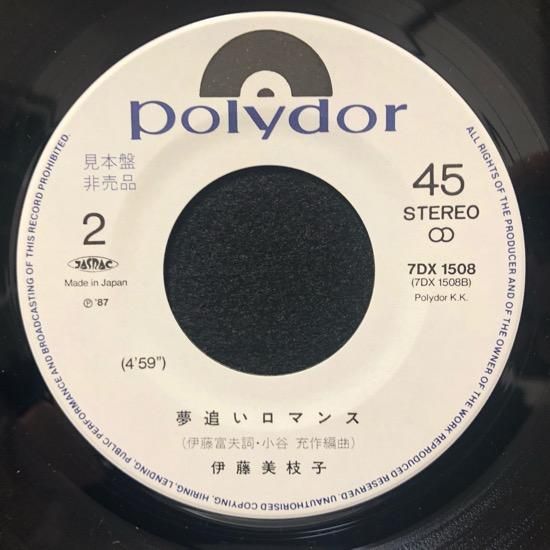 polydor
見本盤
非売品
2
JASRAC
Made in Japan
Ⓟ '87
45
STEREO
7DX 1508
(7DX 1508B)
Polydor K.K.
(4'59")
夢追いロマンス
(伊藤富夫詞・小谷 充作編曲)
伊藤美枝子
ALL RIGHTS OF THE PRODUCER AND OF THE OWNER OF THE WORK REPRODUCED RESERVED. UNAUTHORISED COPYING, HIRING, LENDING, PUBLIC PERFORMANCE AND BROADCASTING OF THIS RECORD PROHIBITED.